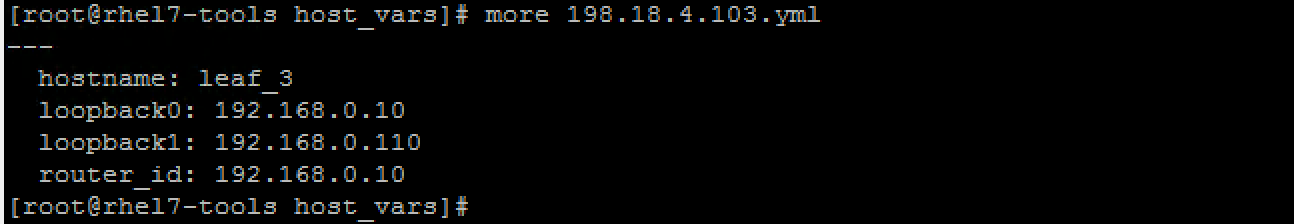 [root@rhel7-tools host_vars]# more 198.18.4.103.yml
---
hostname: leaf_3
loopback0: 192.168.0.10
loopback1: 192.168.0.110
router_id: 192.168.0.10
[root@rhel7-tools host_vars]#